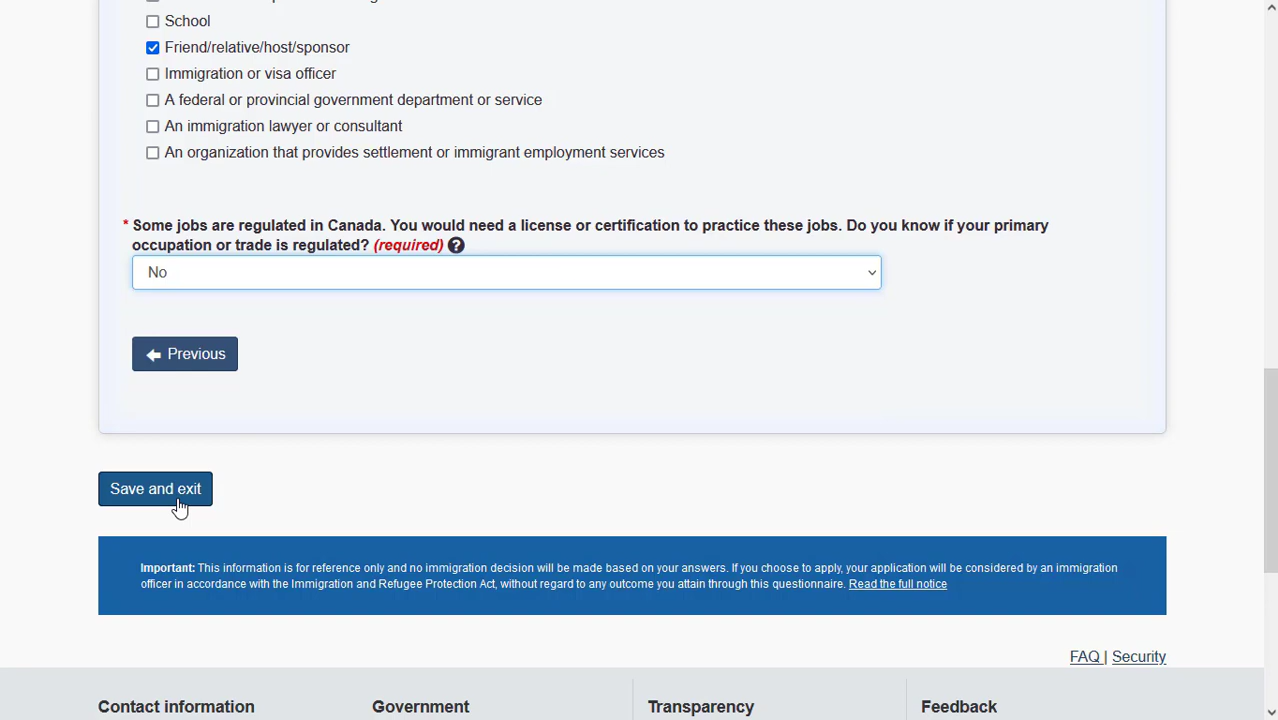 School
Friend/relative/host/sponsor
Immigration or visa officer
A federal or provincial government department or service
An immigration lawyer or consultant
An organization that provides settlement or immigrant employment services
* Some jobs are regulated in Canada. You would need a license or certification to practice these jobs. Do you know if your primary
occupation or trade is regulated? (required) ?
No
Previous
Save and exit
Important: This information is for reference only and no immigration decision will be made based on your answers. If you choose to apply, your application will be considered by an immigration
officer in accordance with the Immigration and Refugee Protection Act, without regard to any outcome you attain through this questionnaire. Read the full notice
FAQ | Security
Contact information Government Transparency Feedback